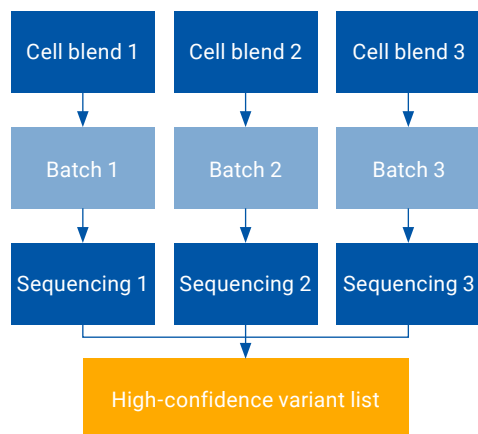 Cell blend 1
Cell blend 2
Cell blend 3
Batch 1
Batch 2
Batch 3
Sequencing 1
Sequencing 2
Sequencing 3
High-confidence variant list